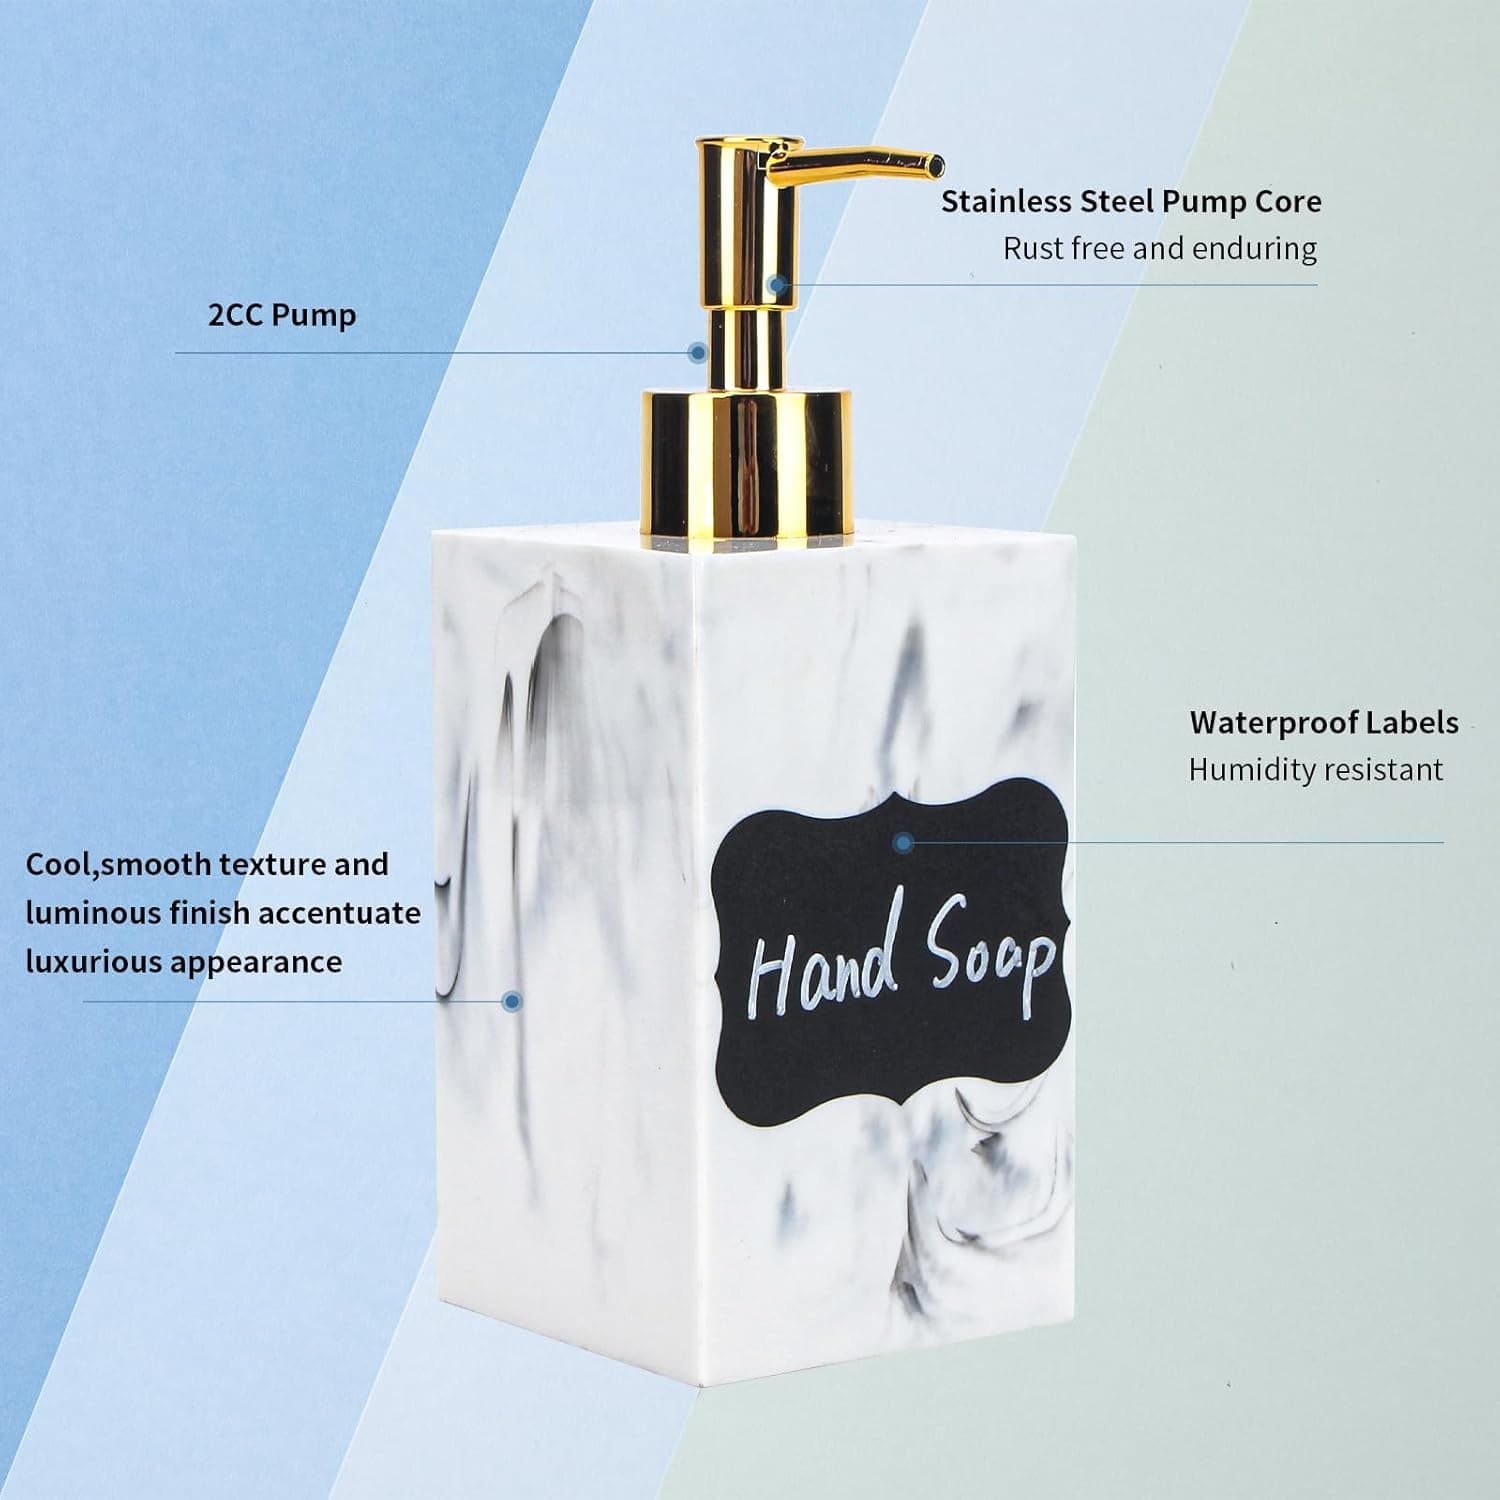 Stainless Steel Pump Core
Rust free and enduring
2CC Pump
Waterproof Labels
Humidity resistant
Cool,smooth texture and
luminous finish accentuate
luxurious appearance
Hand Soap